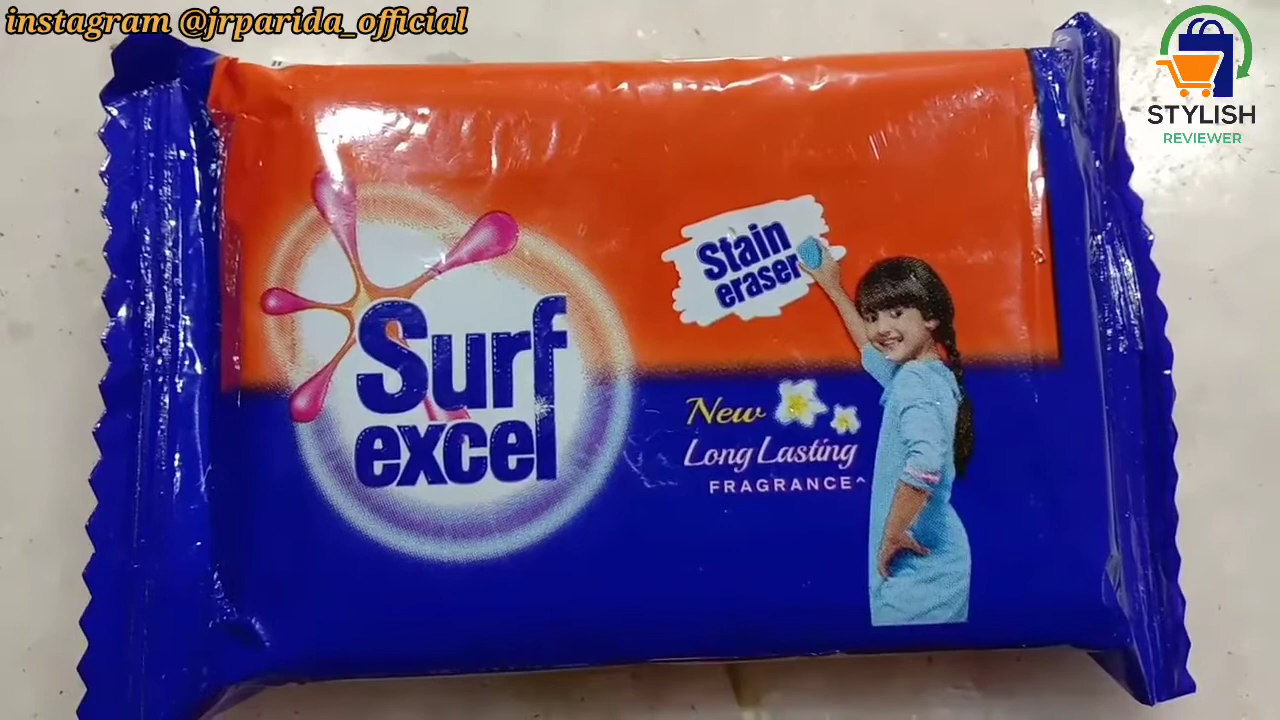 instagram @jrparida_official
STYLISH
REVIEWER
Stain
eraser
Surf
excel
New
Long Lasting
FRAGRANCE^